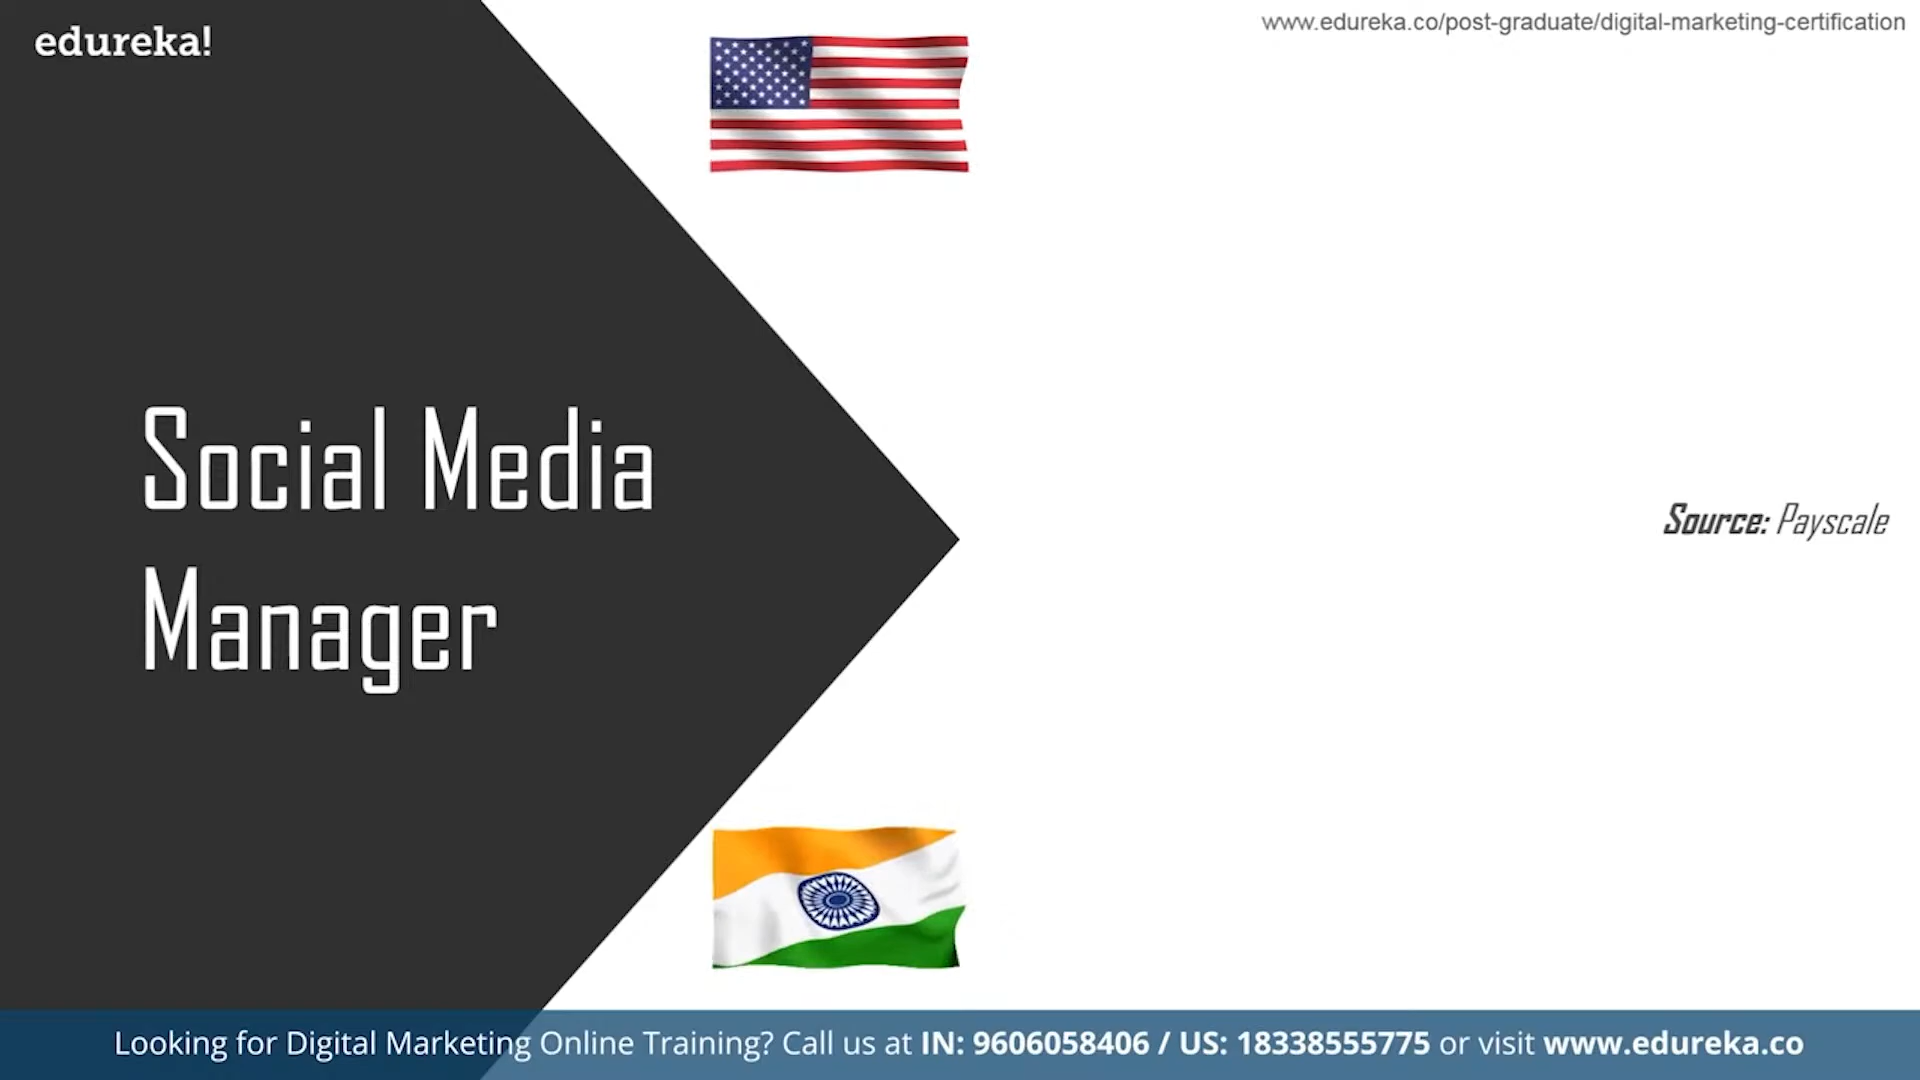 edureka!
www.edureka.co/post-graduate/digital-marketing-certification
Social Media
Manager
Source: Payscale
Looking for Digital Marketing Online Training? Call us at IN: 9606058406 / US: 18338555775 or visit www.edureka.co